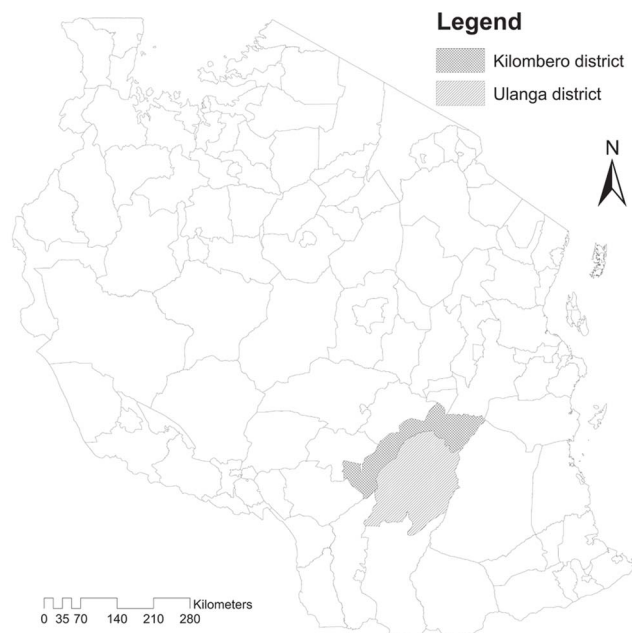 Legend
Kilombero district
Ulanga district
N
Kilometers
0 35 70 140 210 280